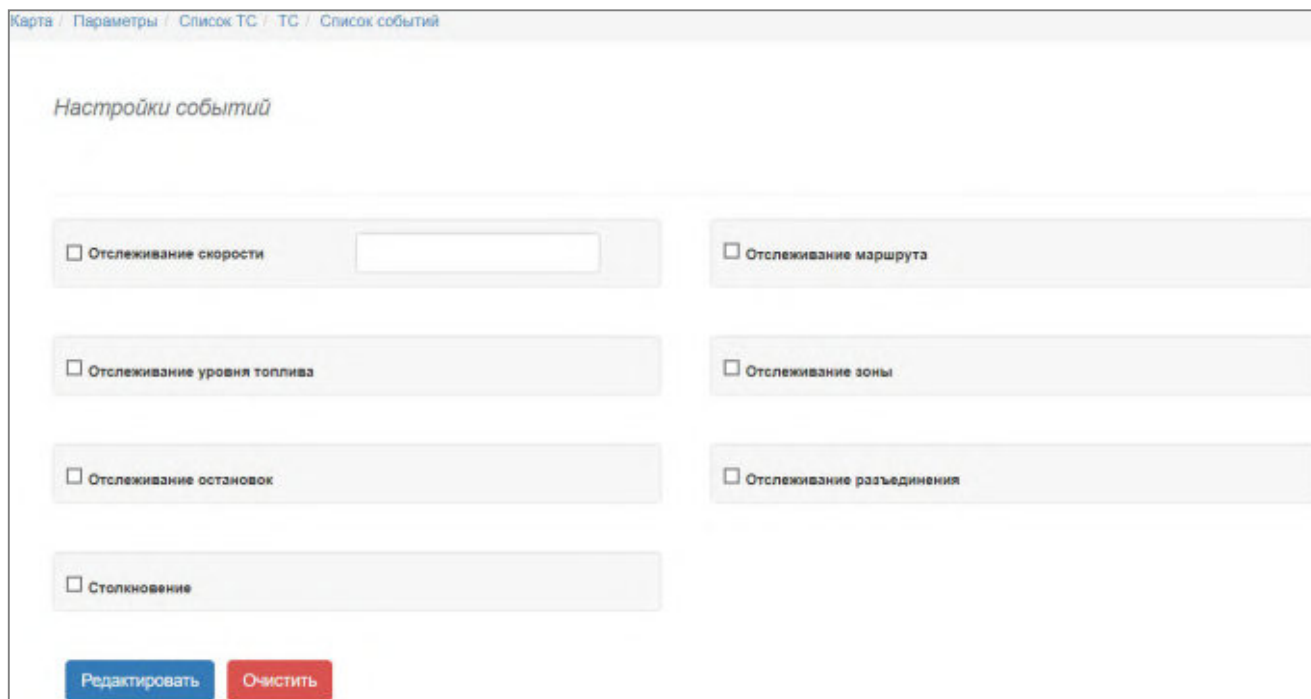 Карта / Параметры / Список ТС / ТС / Список событий
Настройки событий
Отслеживание скорости
Отслеживание маршрута
Отслеживание уровня топлива
Отслеживание зоны
Отслеживание остановок
Отслеживание разъединения
Столкновение
Редактировать
Очистить